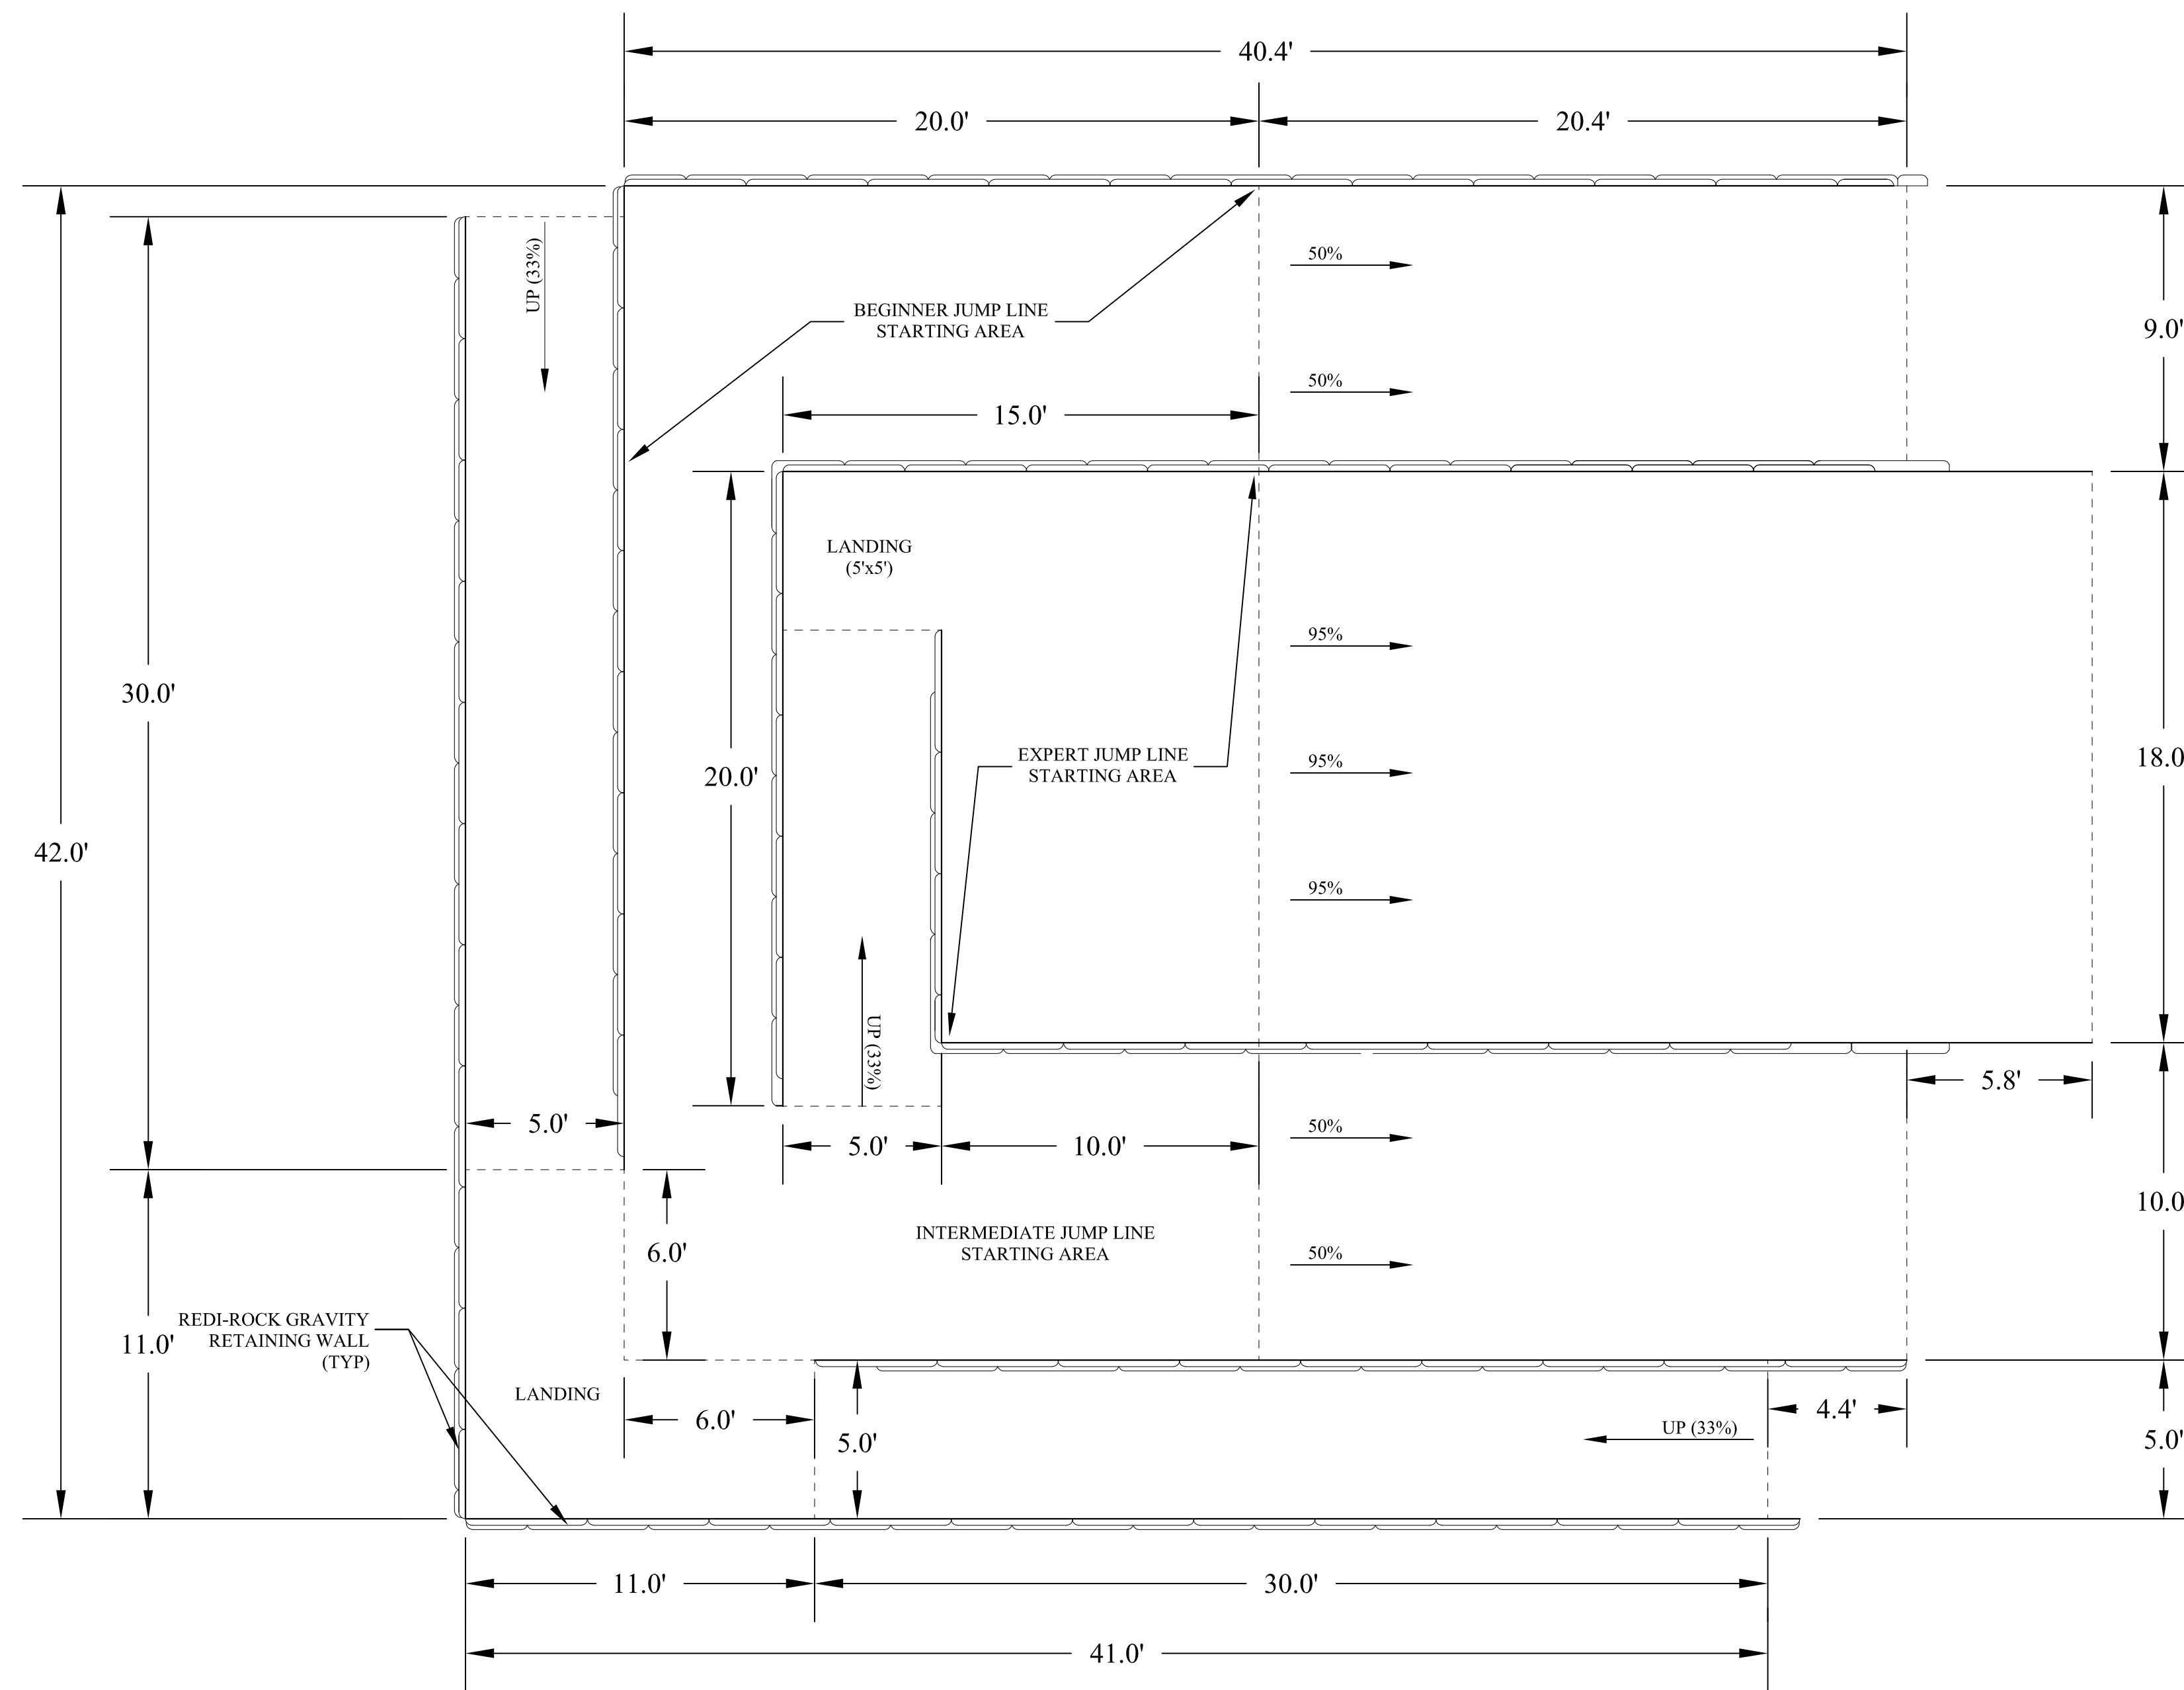 40.4'
20.0'
20.4'
UP (33%)
50%
BEGINNER JUMP LINE
STARTING AREA
9.0'
50%
15.0'
LANDING
(5'x5')
95%
30.0'
EXPERT JUMP LINE
STARTING AREA
95%
18.0
20.0'
42.0'
95%
UP (33%)
5.8'
5.0'
50%
5.0'
10.0'
10.0
INTERMEDIATE JUMP LINE
STARTING AREA
6.0'
50%
REDI-ROCK GRAVITY
RETAINING WALL
(TYP)
11.0'
LANDING
6.0'
4.4'
UP (33%)
5.0'
5.0'
11.0'
30.0'
41.0'